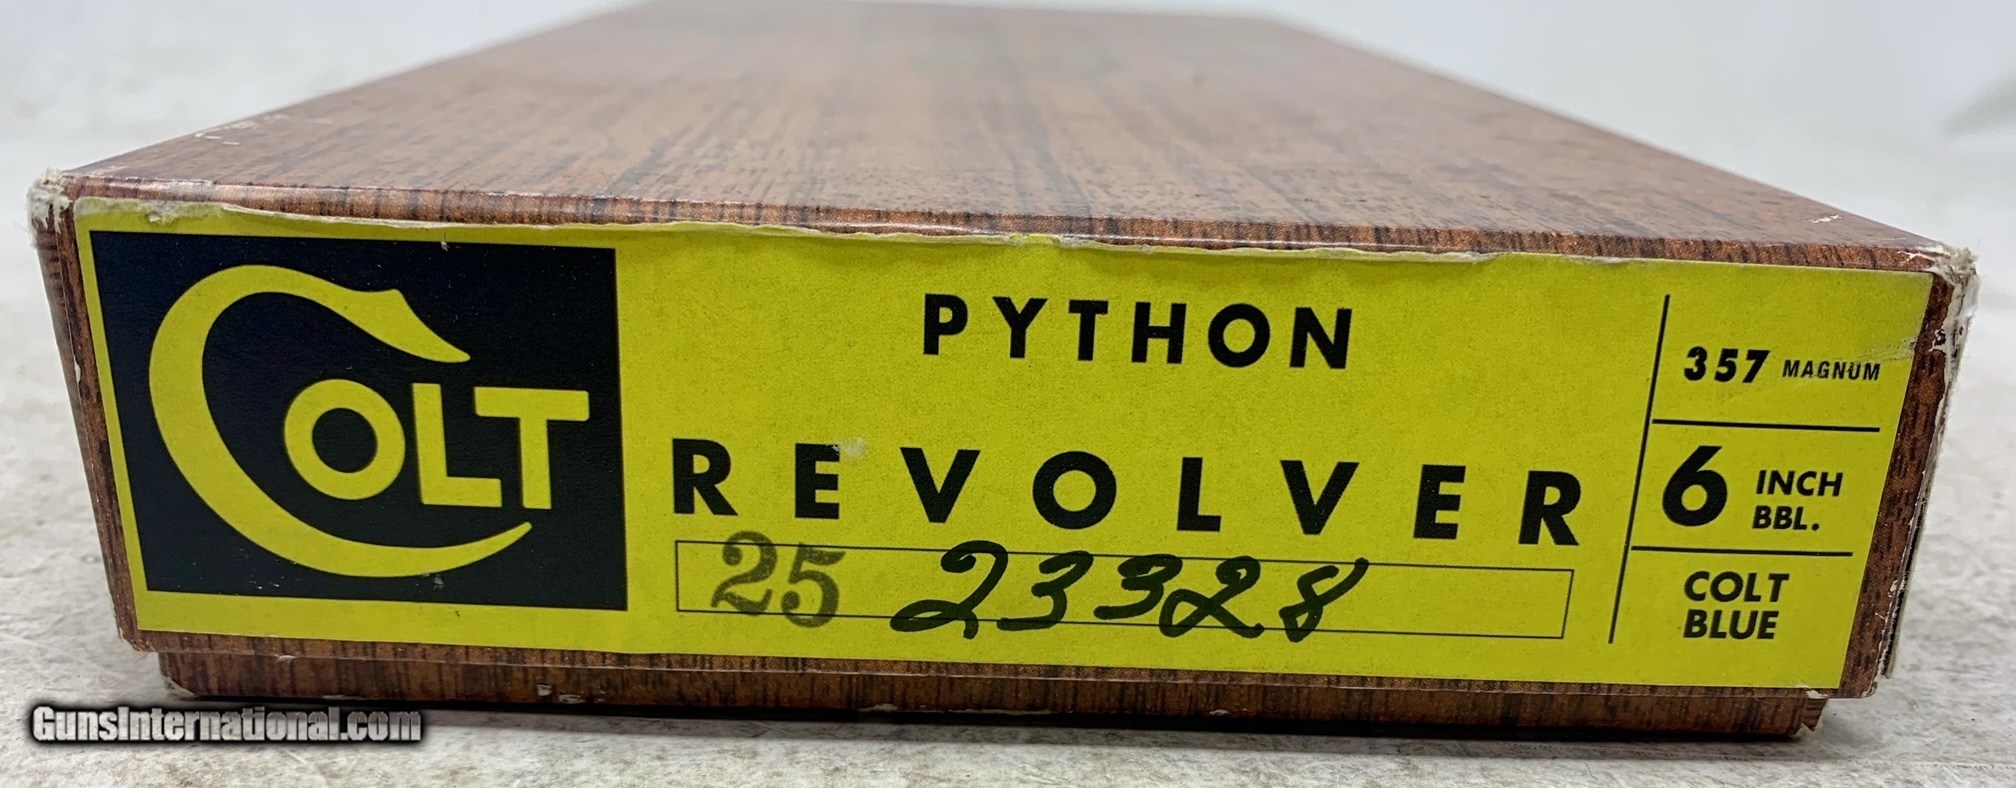 COLT
PYTHON
REVOLVER
25 23328
357 MAGNUM
6 INCH
BBL.
COLT
BLUE
GunsInternational.com